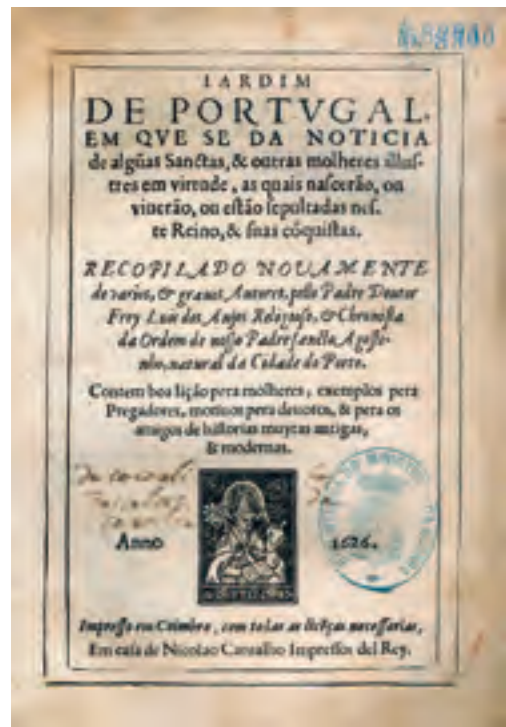 IARDIM
DE PORTVGAL.
EM QVE SE DA NOTICIA
de algũas Sanctas, & outras molheres illuſ-
tres em virtude, as quais naſcerão, ou
viuerão, ou eſtão ſepultadas neſ.
te Reino, & ſuas cõquiſtas.
RECOPILADO NOUAMENTE
de varios, & graues Autores, pello Padre Doutor
Frey Luis dos Anjos Religioſo, & Chroniſta
da Ordem de noſſo Padre ſancto Agoſti-
nho, natural da Cidade do Porto.
Contem boa lição pera molheres, exemplos pera
Pregadores, motiuos pera deuotos, & pera os
amigos de hiſtorias muytas antigas,
& modernas.
Anno 1626.
Impreſſo em Coimbra, com todas as licẽças neceſſarias,
Em caſa de Nicolao Carualho Impreſſor del Rey.